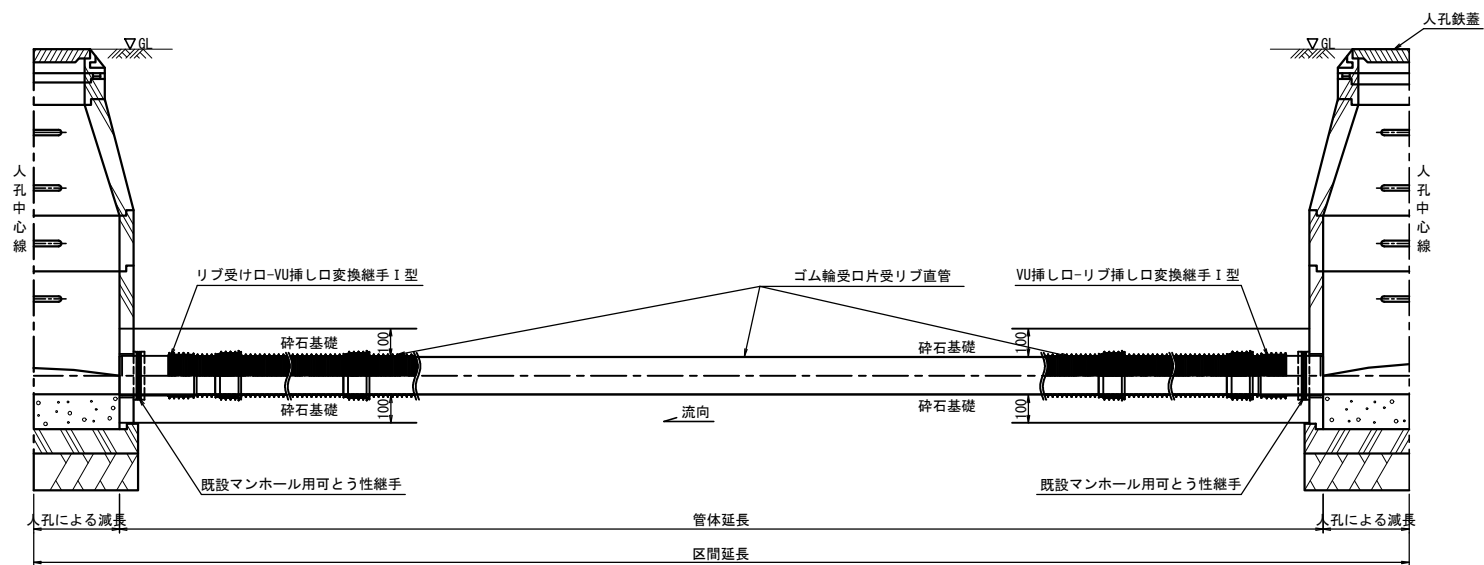 人孔鉄蓋
GL
GL
人孔中心線
人孔中心線
リブ受け口-VU挿し口変換継手Ⅰ型
ゴム輪受口片受リブ直管
VU挿し口-リブ挿し口変換継手Ⅰ型
砕石基礎
100
砕石基礎
100
砕石基礎
100
流向
砕石基礎
100
既設マンホール用可とう性継手
既設マンホール用可とう性継手
人孔による減長
管体延長
人孔による減長
区間延長